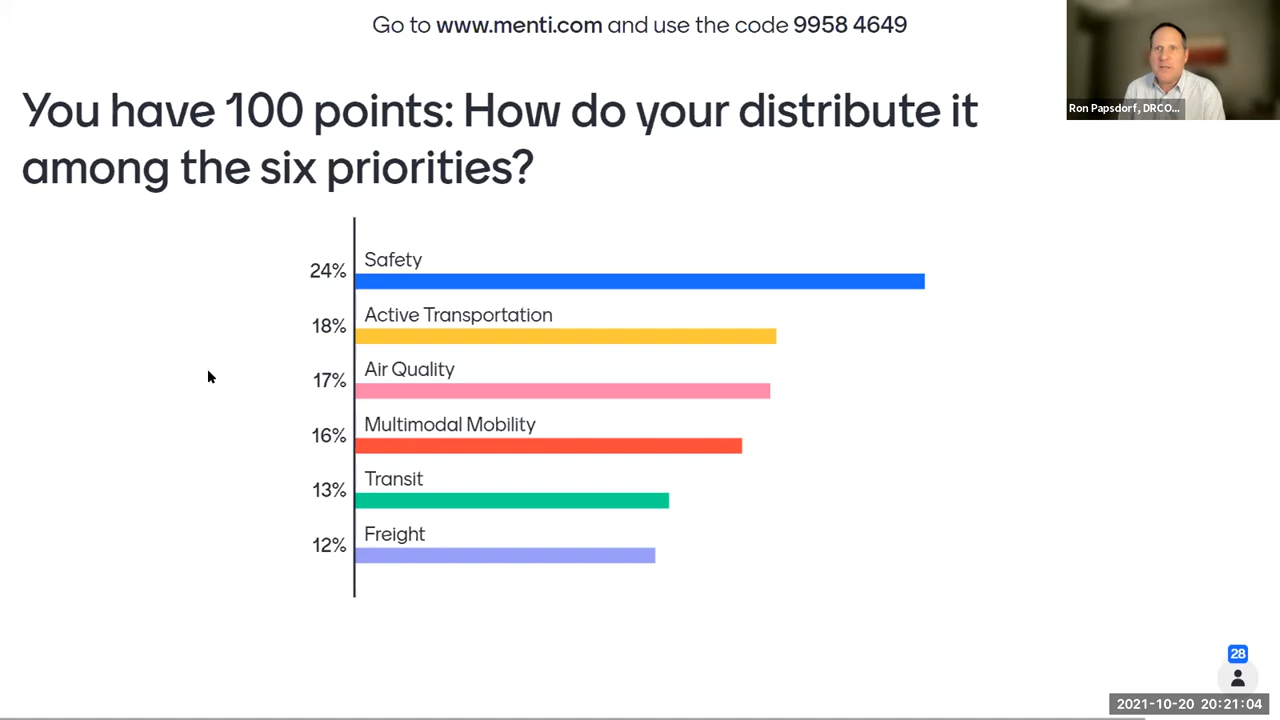 Go to www.menti.com and use the code 9958 4649
You have 100 points: How do your distribute it
among the six priorities?
Ron Papsdorf, DRCO...
24%
Safety
18%
Active Transportation
17%
Air Quality
16%
Multimodal Mobility
13%
Transit
12%
Freight
28
2021-10-20 20:21:04